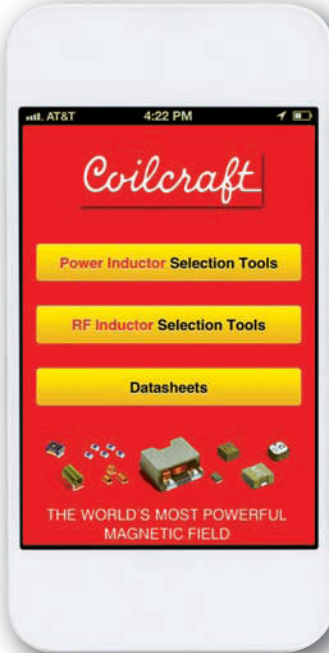 AT&T 4:22 PM
Coilcraft
Power Inductor Selection Tools
RF Inductor Selection Tools
Datasheets
THE WORLD'S MOST POWERFUL
MAGNETIC FIELD